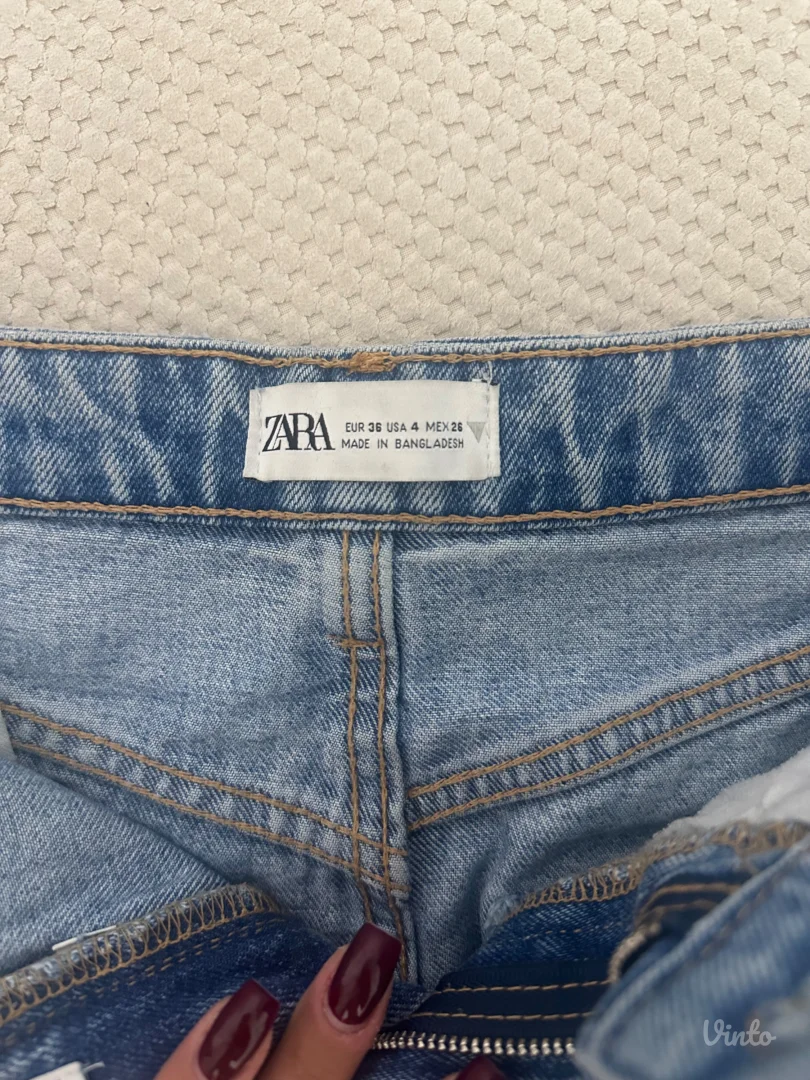 ZARA
EUR 36 USA 4 MEX 26
MADE IN BANGLADESH
Vinto